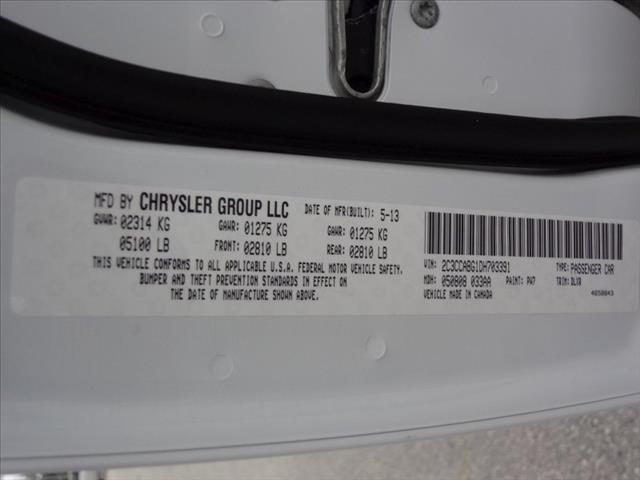 MFD BY CHRYSLER GROUP LLC DATE OF MFR(BUILT): 5-13
GVWR: 02314 KG GAWR: 01275 KG GAWR: 01275 KG
05100 LB FRONT: 02810 LB REAR: 02810 LB
THIS VEHICLE CONFORMS TO ALL APPLICABLE U.S.A. FEDERAL MOTOR VEHICLE SAFETY,
BUMPER AND THEFT PREVENTION STANDARDS IN EFFECT ON
THE DATE OF MANUFACTURE SHOWN ABOVE.
VIN: 2C3CCABG1DH703391 TYPE: PASSENGER CAR
MDH: 050808 033AA PAINT: PW7 TRIM: DLXR
VEHICLE MADE IN CANADA 4650843